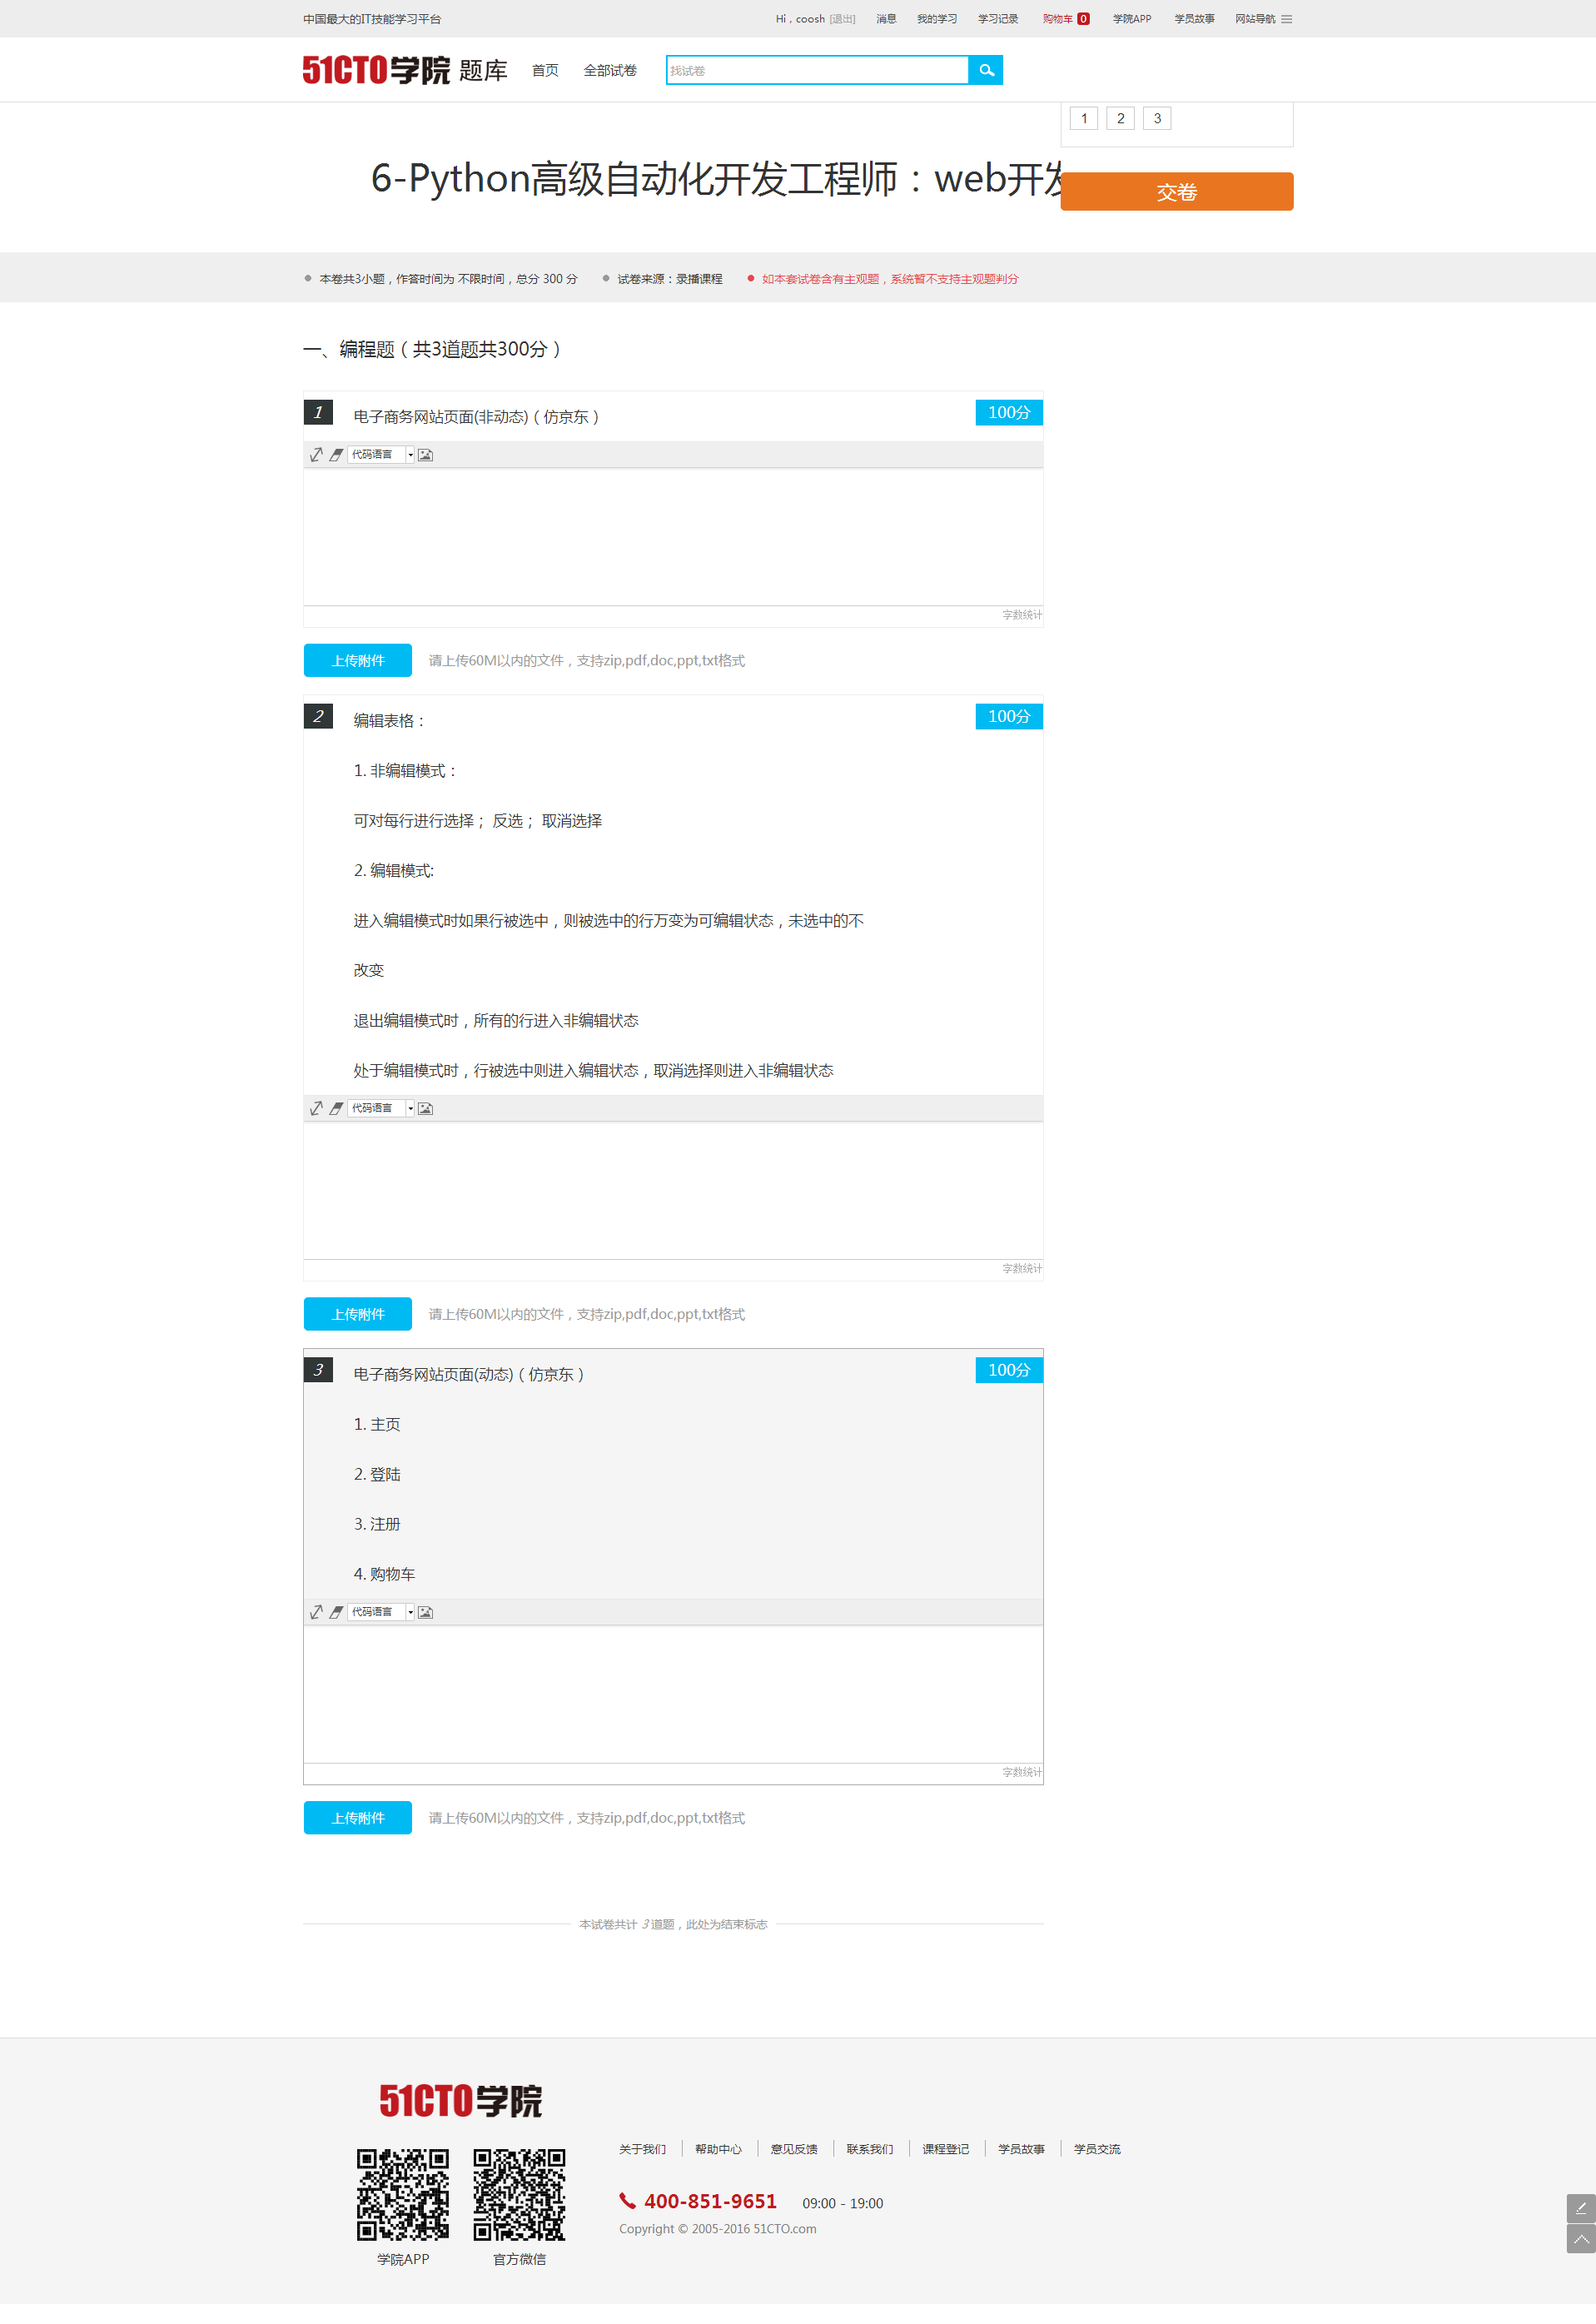 中国最大的IT技能学习平台
Hi，coosh [退出] 消息 我的学习 学习记录 购物车 0 学院APP 学员故事 网站导航
51CTO学院 题库 首页 全部试卷 找试卷
1 2 3
6-Python高级自动化开发工程师：web开发
交卷
本卷共3小题，作答时间为 不限时间，总分 300 分 试卷来源：录播课程 如本套试卷含有主观题，系统暂不支持主观题判分
一、编程题（共3道题共300分）
1 电子商务网站页面(非动态)（仿京东） 100分
代码语言
字数统计
上传附件 请上传60M以内的文件，支持zip,pdf,doc,ppt,txt格式
2 编辑表格： 100分
1. 非编辑模式：
可对每行进行选择； 反选； 取消选择
2. 编辑模式:
进入编辑模式时如果行被选中，则被选中的行万变为可编辑状态，未选中的不
改变
退出编辑模式时，所有的行进入非编辑状态
处于编辑模式时，行被选中则进入编辑状态，取消选择则进入非编辑状态
代码语言
字数统计
上传附件 请上传60M以内的文件，支持zip,pdf,doc,ppt,txt格式
3 电子商务网站页面(动态)（仿京东） 100分
1. 主页
2. 登陆
3. 注册
4. 购物车
代码语言
字数统计
上传附件 请上传60M以内的文件，支持zip,pdf,doc,ppt,txt格式
本试卷共计 3 道题，此处为结束标志
51CTO学院
关于我们 帮助中心 意见反馈 联系我们 课程登记 学员故事 学员交流
400-851-9651 09:00 - 19:00
Copyright © 2005-2016 51CTO.com
学院APP 官方微信